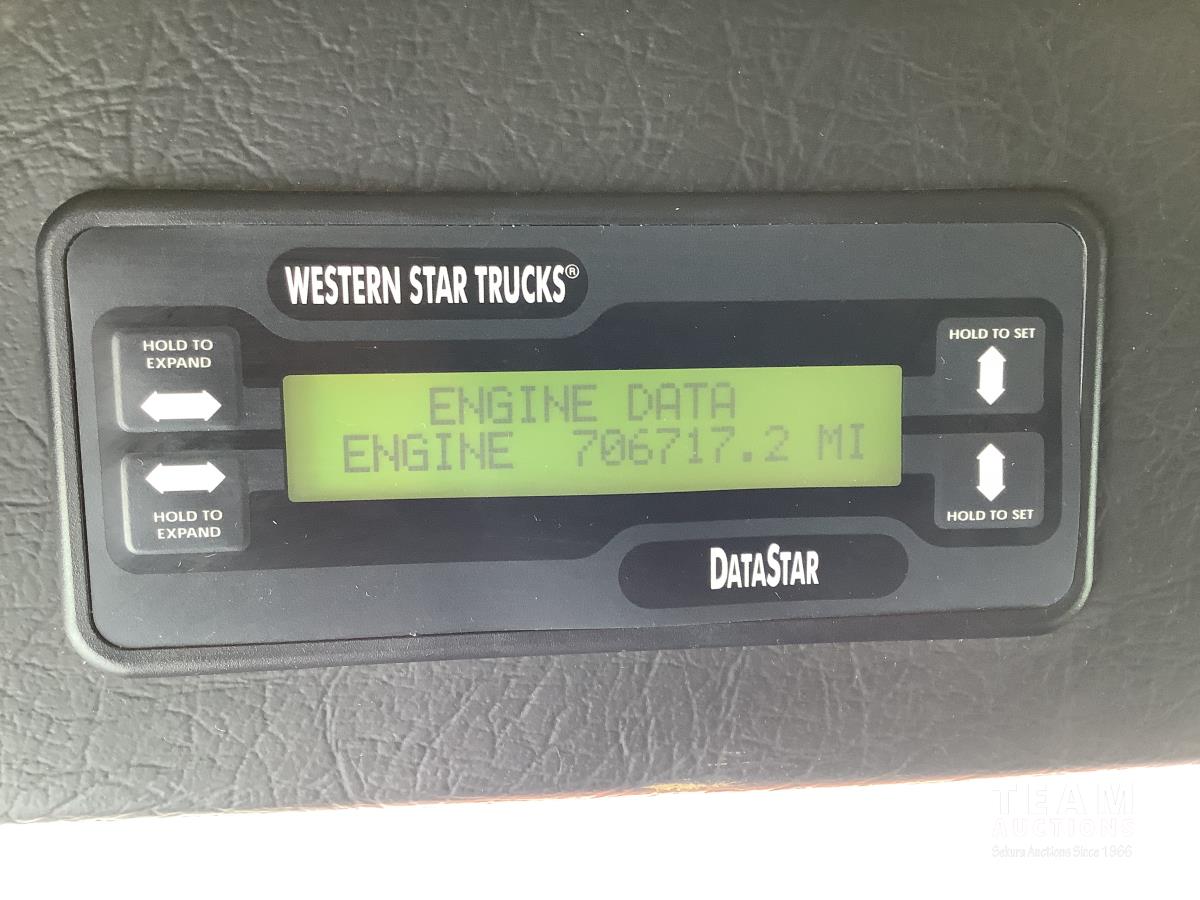 WESTERN STAR TRUCKS®
HOLD TO
EXPAND
HOLD TO SET
ENGINE DATA
ENGINE 706717.2 MI
HOLD TO
EXPAND
HOLD TO SET
DATASTAR
TEAM
AUCTIONS
Sekura Auctions Since 1966